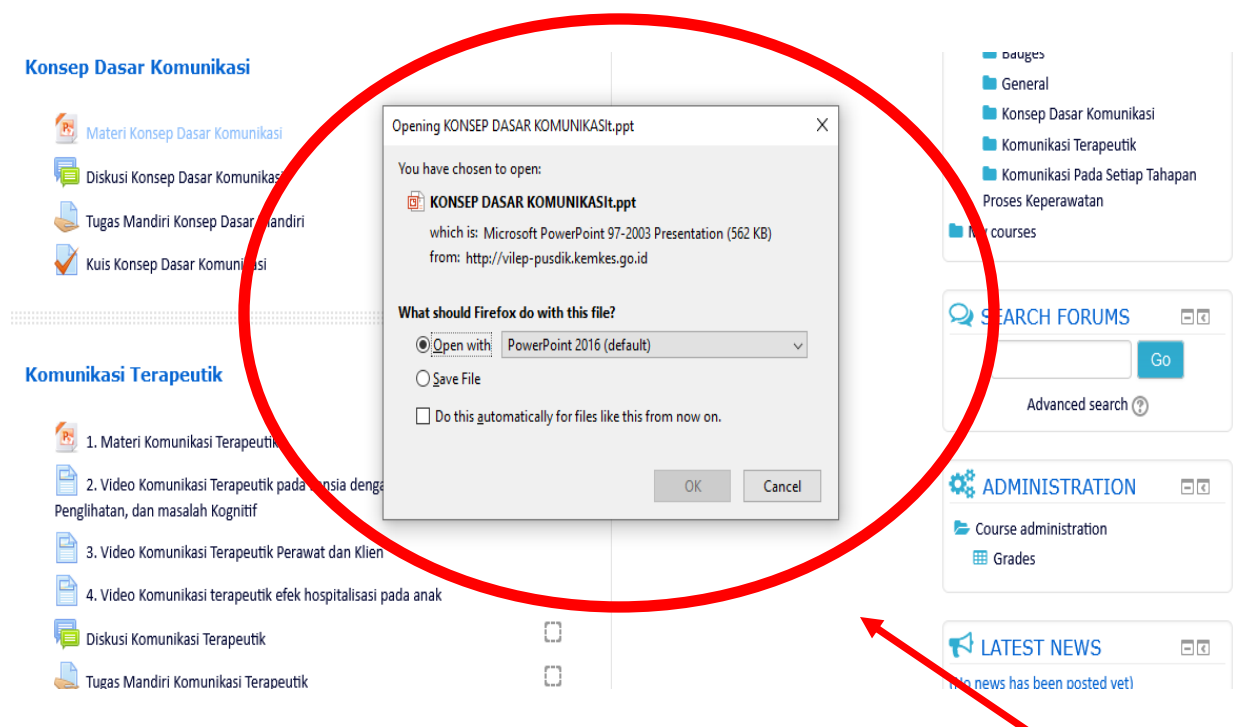 Konsep Dasar Komunikasi
Materi Konsep Dasar Komunikasi
Diskusi Konsep Dasar Komunikasi
Tugas Mandiri Konsep Dasar Mandiri
Kuis Konsep Dasar Komunikasi
Komunikasi Terapeutik
1. Materi Komunikasi Terapeutik
2. Video Komunikasi Terapeutik pada Lansia denga
Penglihatan, dan masalah Kognitif
3. Video Komunikasi Terapeutik Perawat dan Klien
4. Video Komunikasi terapeutik efek hospitalisasi pada anak
Diskusi Komunikasi Terapeutik
Tugas Mandiri Komunikasi Terapeutik
Opening KONSEP DASAR KOMUNIKASIt.ppt
You have chosen to open:
KONSEP DASAR KOMUNIKASIt.ppt
which is: Microsoft PowerPoint 97-2003 Presentation (562 KB)
from: http://vilep-pusdik.kemkes.go.id
What should Firefox do with this file?
Open with PowerPoint 2016 (default)
Save File
Do this automatically for files like this from now on.
OK Cancel
Badges
General
Konsep Dasar Komunikasi
Komunikasi Terapeutik
Komunikasi Pada Setiap Tahapan
Proses Keperawatan
My courses
SEARCH FORUMS
Go
Advanced search
ADMINISTRATION
Course administration
Grades
LATEST NEWS
(No news has been posted yet)